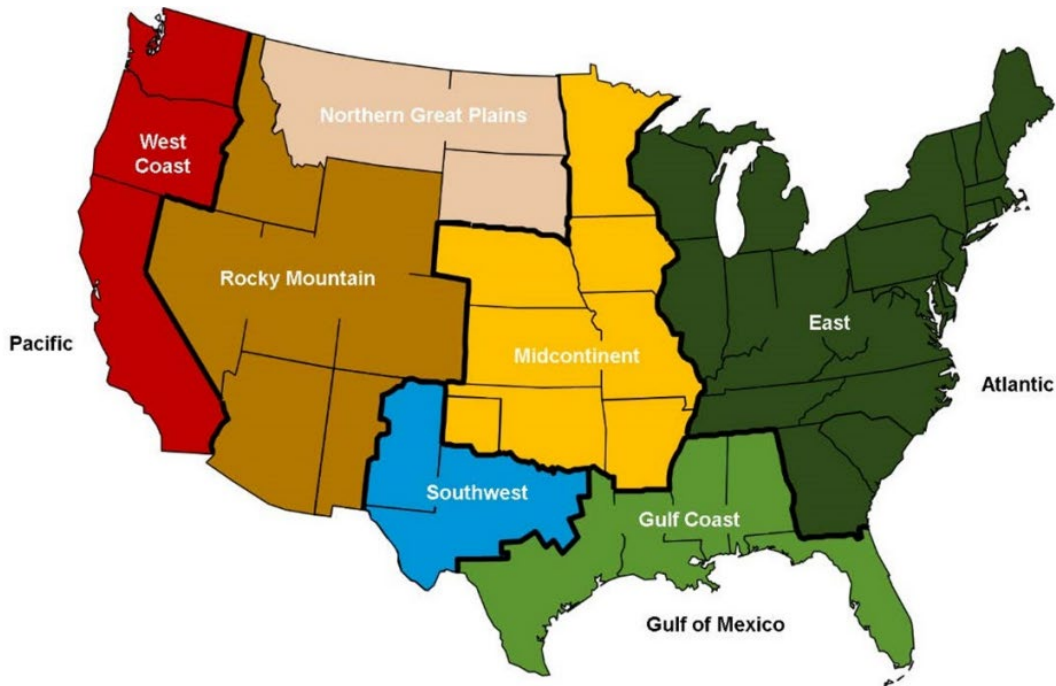 Northern Great Plains
West
Coast
Rocky Mountain
East
Pacific
Midcontinent
Atlantic
Southwest
Gulf Coast
Gulf of Mexico